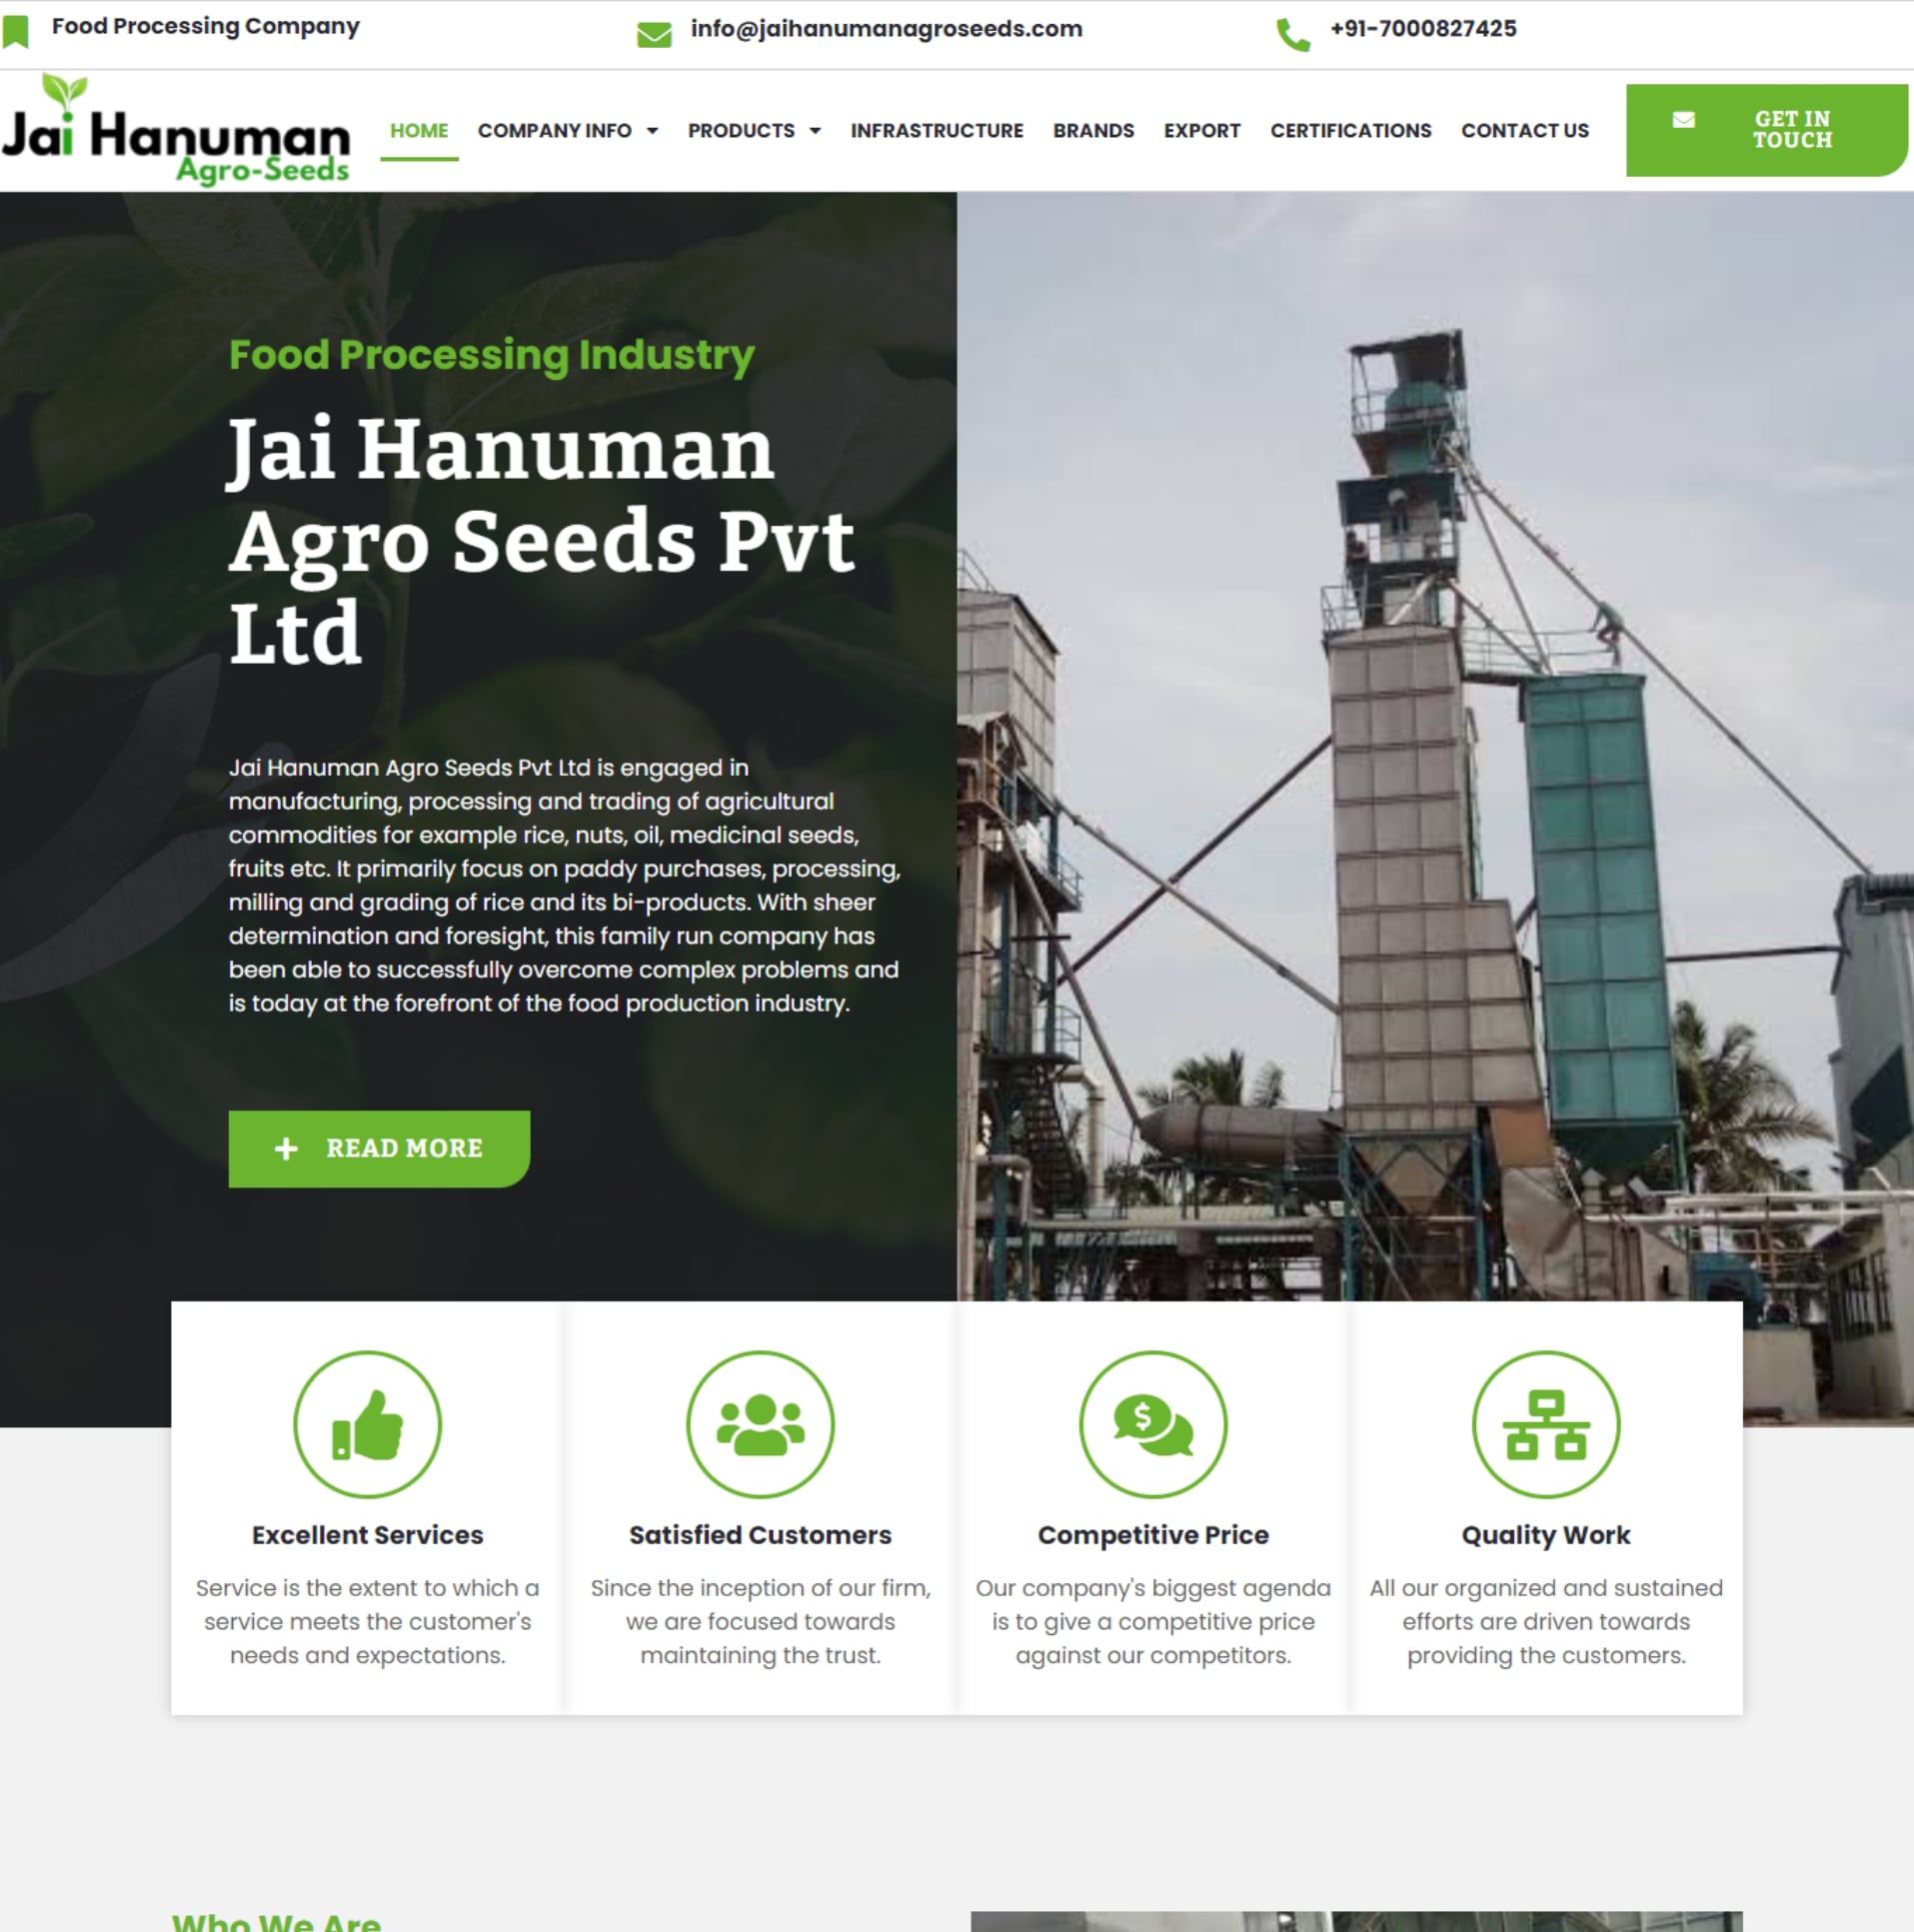 Food Processing Company
info@jaihanumanagroseeds.com
+91-7000827425
Jai Hanuman
Agro-Seeds
HOME
COMPANY INFO
PRODUCTS
INFRASTRUCTURE
BRANDS
EXPORT
CERTIFICATIONS
CONTACT US
GET IN
TOUCH
Food Processing Industry
Jai Hanuman
Agro Seeds Pvt
Ltd
Jai Hanuman Agro Seeds Pvt Ltd is engaged in
manufacturing, processing and trading of agricultural
commodities for example rice, nuts, oil, medicinal seeds,
fruits etc. It primarily focus on paddy purchases, processing,
milling and grading of rice and its bi-products. With sheer
determination and foresight, this family run company has
been able to successfully overcome complex problems and
is today at the forefront of the food production industry.
READ MORE
Excellent Services
Service is the extent to which a
service meets the customer's
needs and expectations.
Satisfied Customers
Since the inception of our firm,
we are focused towards
maintaining the trust.
Competitive Price
Our company's biggest agenda
is to give a competitive price
against our competitors.
Quality Work
All our organized and sustained
efforts are driven towards
providing the customers.
Who We Are